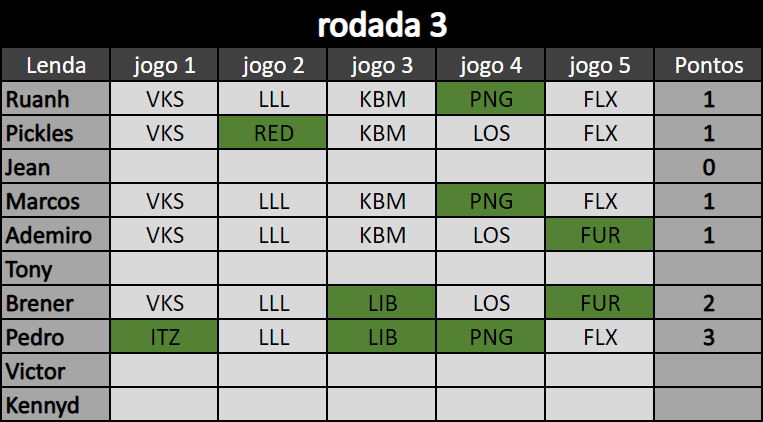 rodada 3
Lenda jogo 1 jogo 2 jogo 3 jogo 4 jogo 5 Pontos
Ruanh VKS LLL KBM PNG FLX 1
Pickles VKS RED KBM LOS FLX 1
Jean 0
Marcos VKS LLL KBM PNG FLX 1
Ademiro VKS LLL KBM LOS FUR 1
Tony
Brener VKS LLL LIB LOS FUR 2
Pedro ITZ LLL LIB PNG FLX 3
Victor
Kennyd